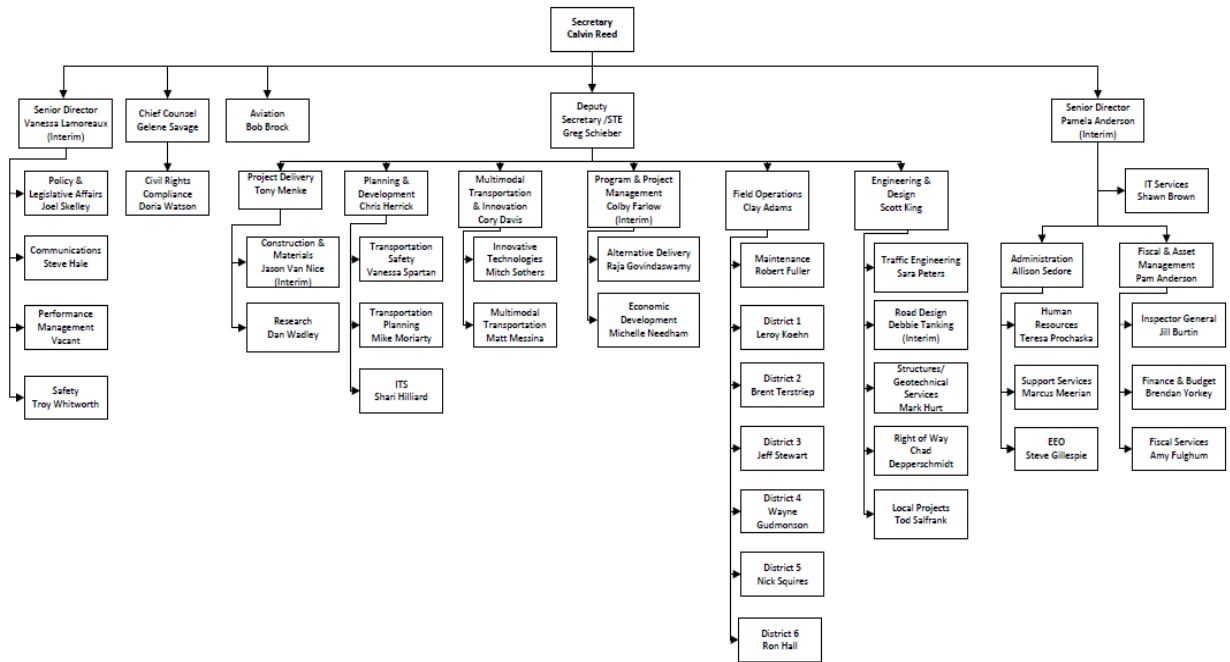 Secretary
Calvin Reed
Senior Director
Vanessa Lamoreaux
(Interim)
Chief Counsel
Gelene Savage
Aviation
Bob Brock
Deputy
Secretary /STE
Greg Schieber
Senior Director
Pamela Anderson
(Interim)
Policy &
Legislative Affairs
Joel Skelley
Communications
Steve Hale
Performance
Management
Vacant
Safety
Troy Whitworth
Civil Rights
Compliance
Doria Watson
Project Delivery
Tony Menke
Construction &
Materials
Jason Van Nice
(Interim)
Research
Dan Wadley
Planning &
Development
Chris Herrick
Transportation
Safety
Vanessa Spartan
Transportation
Planning
Mike Moriarty
ITS
Shari Hilliard
Multimodal
Transportation
& Innovation
Cory Davis
Innovative
Technologies
Mitch Sothers
Multimodal
Transportation
Matt Messina
Program & Project
Management
Colby Farlow
(Interim)
Alternative Delivery
Raja Govindaswamy
Economic
Development
Michelle Needham
Field Operations
Clay Adams
Maintenance
Robert Fuller
District 1
Leroy Koehn
District 2
Brent Terstriep
District 3
Jeff Stewart
District 4
Wayne
Gudmonson
District 5
Nick Squires
District 6
Ron Hall
Engineering &
Design
Scott King
Traffic Engineering
Sara Peters
Road Design
Debbie Tanking
(Interim)
Structures/
Geotechnical
Services
Mark Hurt
Right of Way
Chad
Depperschmidt
Local Projects
Tod Salfrank
IT Services
Shawn Brown
Administration
Allison Sedore
Human
Resources
Teresa Prochaska
Support Services
Marcus Meerian
EEO
Steve Gillespie
Fiscal & Asset
Management
Pam Anderson
Inspector General
Jill Burtin
Finance & Budget
Brendan Yorkey
Fiscal Services
Amy Fulghum